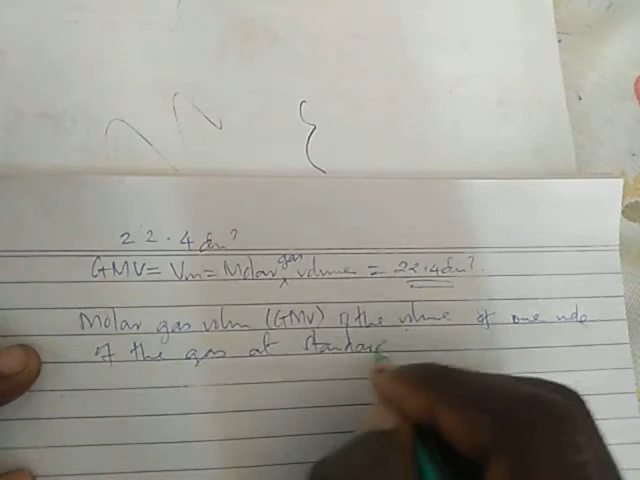 22.4dm³
GMV = Vm = Molar gas volume = 22.4dm³.
Molar gas volum (GMV) is the volume of one mole
of the gas at standard